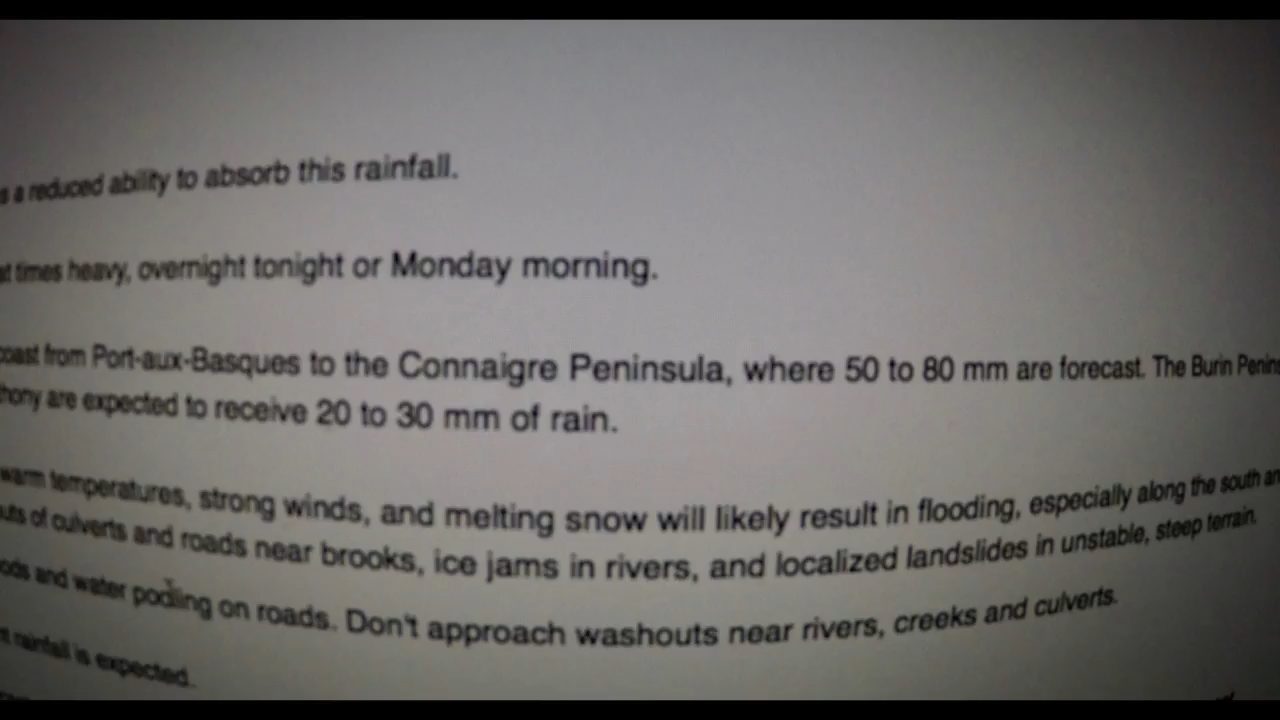 a reduced ability to absorb this rainfall.
at times heavy, overnight tonight or Monday morning.
coast from Port-aux-Basques to the Connaigre Peninsula, where 50 to 80 mm are forecast. The Burin
are expected to receive 20 to 30 mm of rain.
warm temperatures, strong winds, and melting snow will likely result in flooding, especially along the south
of culverts and roads near brooks, ice jams in rivers, and localized landslides in unstable, steep terrain.
and water pooling on roads. Don't approach washouts near rivers, creeks and culverts.
rainfall is expected.